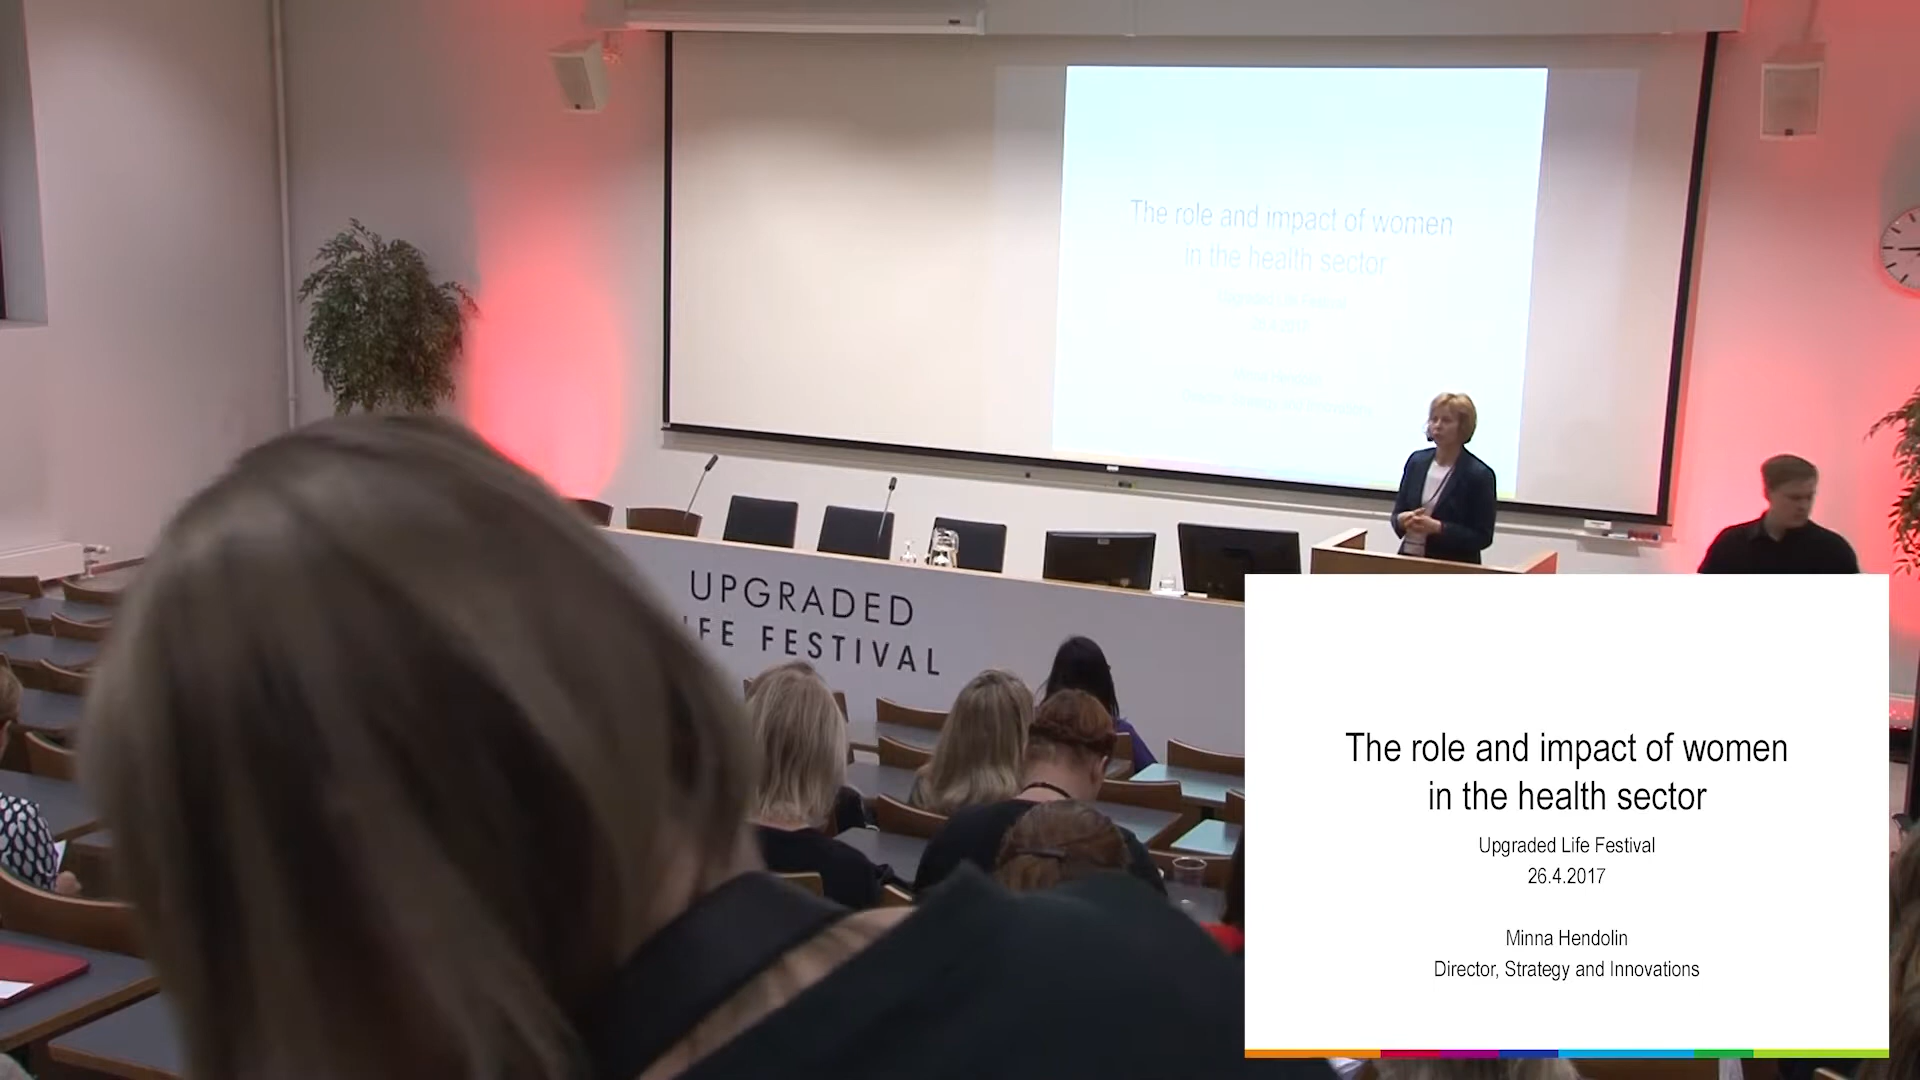 The role and impact of women
in the health sector
UPGRADED
FE FESTIVAL
The role and impact of women
in the health sector
Upgraded Life Festival
26.4.2017
Minna Hendolin
Director, Strategy and Innovations